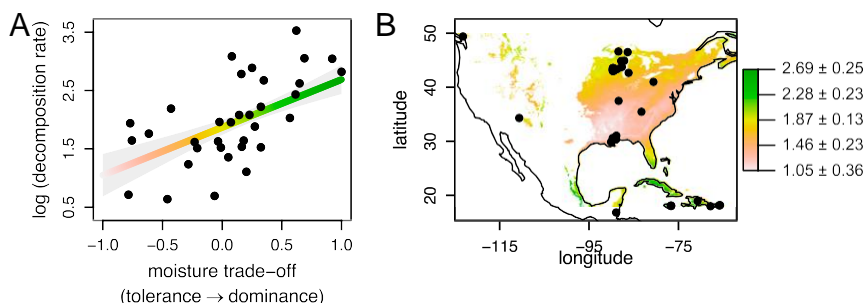 A
log (decomposition rate)
3.5
2.5
1.5
0.5
−1.0 −0.5 0.0 0.5 1.0
moisture trade−off
(tolerance → dominance)
B
latitude
50
40
30
20
−115 −95 −75
longitude
2.69 ± 0.25
2.28 ± 0.23
1.87 ± 0.13
1.46 ± 0.23
1.05 ± 0.36